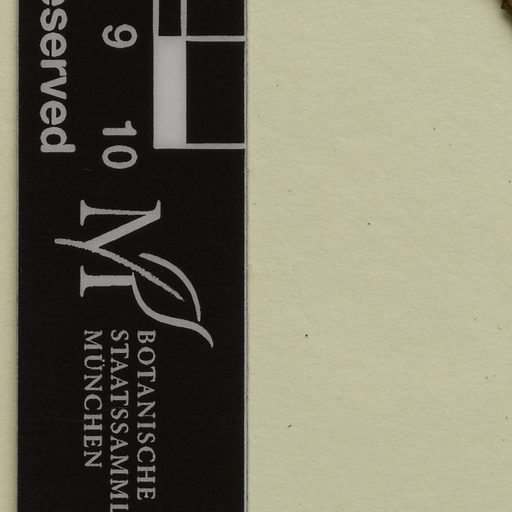 eserved
9 10
M
BOTANISCHE
STAATSSAMML
MÜNCHEN